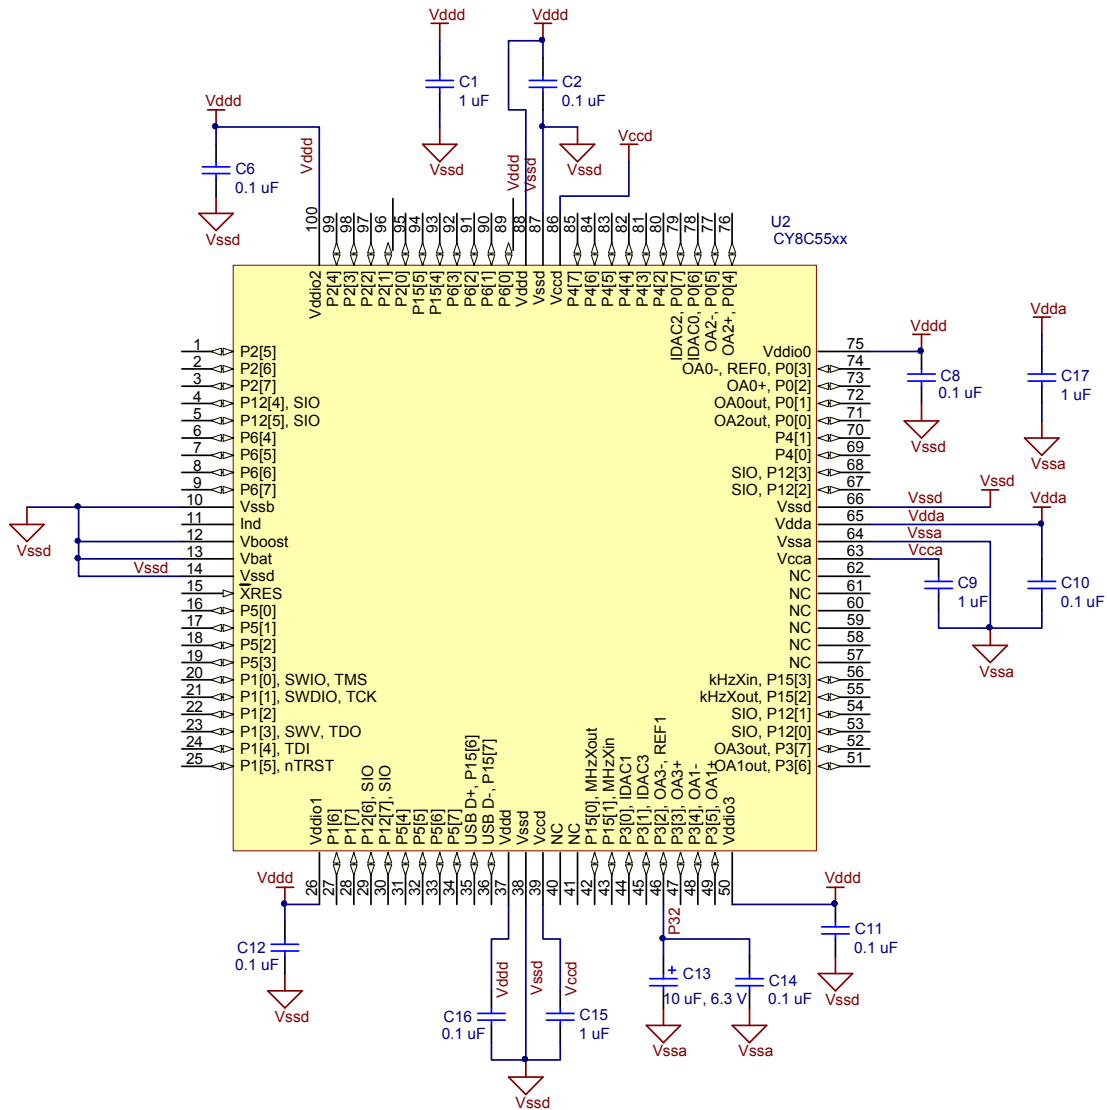 Vddd
Vddd
C1
1 uF
C2
0.1 uF
Vssd
Vssd
Vddd
C6
0.1 uF
Vssd
Vddd
Vddd
Vssd
Vccd
U2
CY8C55xx
100
99
98
97
96
95
94
93
92
91
90
89
88
87
86
85
84
83
82
81
80
79
78
77
76
Vddio2
P2[4]
P2[3]
P2[2]
P2[1]
P2[0]
P15[5]
P15[4]
P6[3]
P6[2]
P6[1]
P6[0]
Vddd
Vssd
Vccd
P4[7]
P4[6]
P4[5]
P4[4]
P4[3]
P4[2]
IDAC2, P0[7]
IDAC0, P0[6]
OA2-, P0[5]
OA2+, P0[4]
1 P2[5]
2 P2[6]
3 P2[7]
4 P12[4], SIO
5 P12[5], SIO
6 P6[4]
7 P6[5]
8 P6[6]
9 P6[7]
10 Vssb
11 Ind
12 Vboost
13 Vbat
Vssd 14 Vssd
15 XRES
16 P5[0]
17 P5[1]
18 P5[2]
19 P5[3]
20 P1[0], SWIO, TMS
21 P1[1], SWDIO, TCK
22 P1[2]
23 P1[3], SWV, TDO
24 P1[4], TDI
25 P1[5], nTRST
Vssd
Vddio0 75
OA0-, REF0, P0[3] 74
OA0+, P0[2] 73
OA0out, P0[1] 72
OA2out, P0[0] 71
P4[1] 70
P4[0] 69
SIO, P12[3] 68
SIO, P12[2] 67
Vssd 66 Vssd
Vdda 65 Vdda
Vssa 64 Vssa
Vcca 63 Vcca
NC 62
NC 61
NC 60
NC 59
NC 58
NC 57
kHzXin, P15[3] 56
kHzXout, P15[2] 55
SIO, P12[1] 54
SIO, P12[0] 53
OA3out, P3[7] 52
OA1out, P3[6] 51
Vddd
C8
0.1 uF
Vssd
Vdda
C17
1 uF
Vssa
Vssd
Vdda
C9
1 uF
C10
0.1 uF
Vssa
Vddio1
P1[6]
P1[7]
P12[6], SIO
P12[7], SIO
P5[4]
P5[5]
P5[6]
P5[7]
USB D+, P15[6]
USB D-, P15[7]
Vddd
Vssd
Vccd
NC
NC
P15[0], MHzXout
P15[1], MHzXin
P3[0], IDAC1
P3[1], IDAC3
P3[2], OA3-, REF1
P3[3], OA3+
P3[4], OA1-
P3[5], OA1+
Vddio3
26
27
28
29
30
31
32
33
34
35
36
37
38
39
40
41
42
43
44
45
46
47
48
49
50
Vddd
C12
0.1 uF
Vssd
Vddd
Vssd
Vccd
C16
0.1 uF
C15
1 uF
Vssd
P32
+
C13
10 uF, 6.3 V
Vssa
C14
0.1 uF
Vssa
Vddd
C11
0.1 uF
Vssd